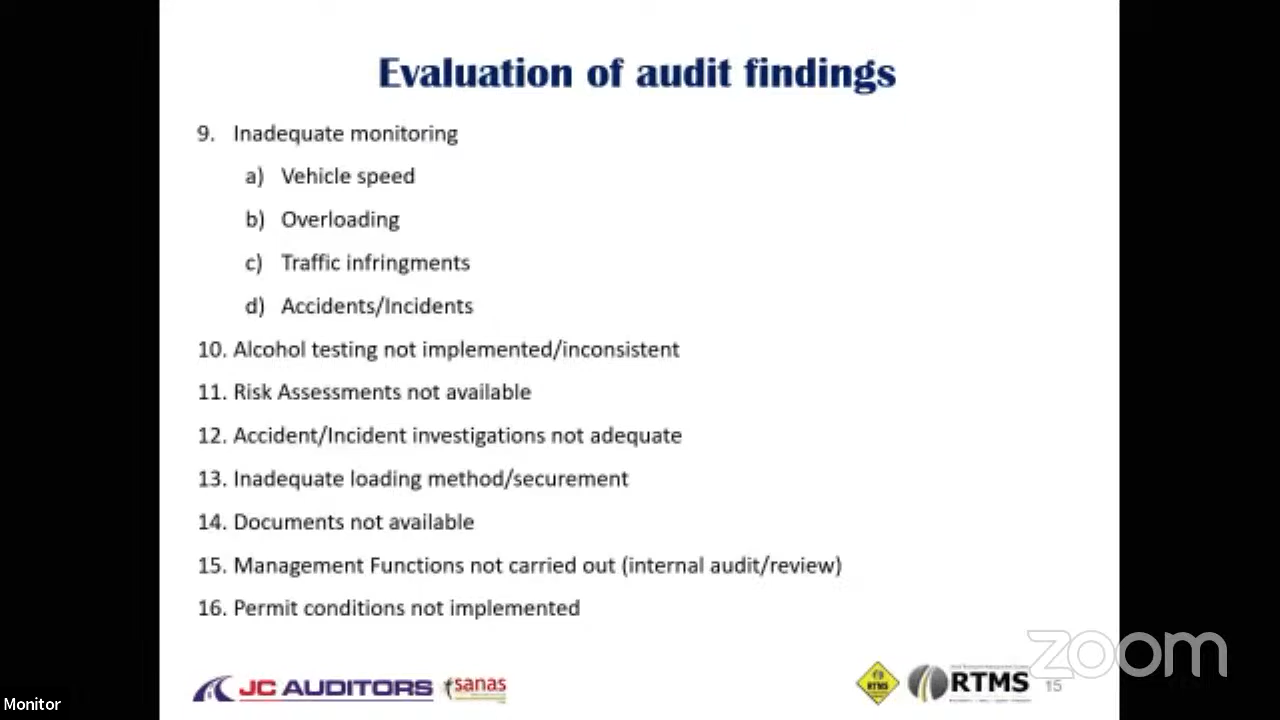 Evaluation of audit findings
9. Inadequate monitoring
a) Vehicle speed
b) Overloading
c) Traffic infringments
d) Accidents/Incidents
10. Alcohol testing not implemented/inconsistent
11. Risk Assessments not available
12. Accident/Incident investigations not adequate
13. Inadequate loading method/securement
14. Documents not available
15. Management Functions not carried out (internal audit/review)
16. Permit conditions not implemented
zoom
JC AUDITORS sanas
RTMS RTMS 15
Monitor